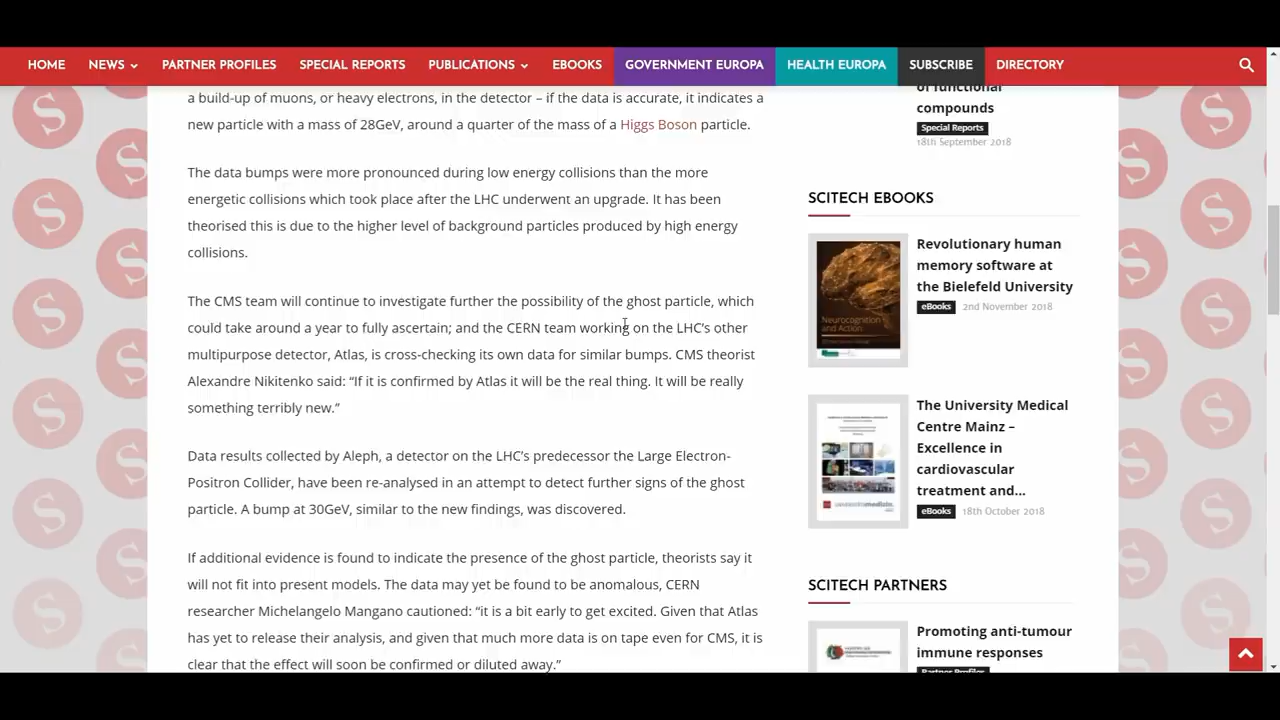 HOME NEWS PARTNER PROFILES SPECIAL REPORTS PUBLICATIONS EBOOKS GOVERNMENT EUROPA HEALTH EUROPA SUBSCRIBE DIRECTORY
a build-up of muons, or heavy electrons, in the detector – if the data is accurate, it indicates a
new particle with a mass of 28GeV, around a quarter of the mass of a Higgs Boson particle.
The data bumps were more pronounced during low energy collisions than the more
energetic collisions which took place after the LHC underwent an upgrade. It has been
theorised this is due to the higher level of background particles produced by high energy
collisions.
The CMS team will continue to investigate further the possibility of the ghost particle, which
could take around a year to fully ascertain; and the CERN team working on the LHC’s other
multipurpose detector, Atlas, is cross-checking its own data for similar bumps. CMS theorist
Alexandre Nikitenko said: “If it is confirmed by Atlas it will be the real thing. It will be really
something terribly new.”
Data results collected by Aleph, a detector on the LHC’s predecessor the Large Electron-
Positron Collider, have been re-analysed in an attempt to detect further signs of the ghost
particle. A bump at 30GeV, similar to the new findings, was discovered.
If additional evidence is found to indicate the presence of the ghost particle, theorists say it
will not fit into present models. The data may yet be found to be anomalous, CERN
researcher Michelangelo Mangano cautioned: “it is a bit early to get excited. Given that Atlas
has yet to release their analysis, and given that much more data is on tape even for CMS, it is
clear that the effect will soon be confirmed or diluted away.”
of functional
compounds
Special Reports
18th September 2018
SCITECH EBOOKS
Neurocognition
and Action
Revolutionary human
memory software at
the Bielefeld University
eBooks 2nd November 2018
The University Medical
Centre Mainz –
Excellence in
cardiovascular
treatment and...
eBooks 18th October 2018
SCITECH PARTNERS
Promoting anti-tumour
immune responses
Partner Profiles